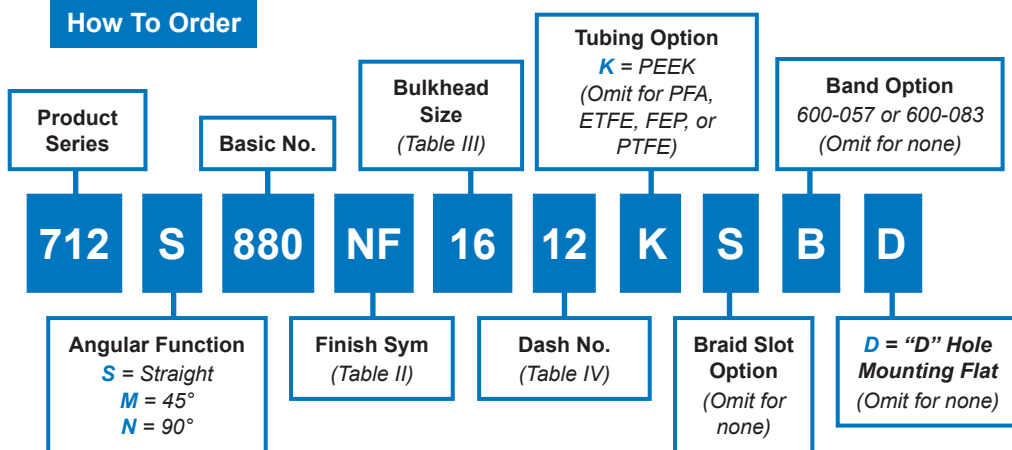 How To Order
Product
Series
Basic No.
Bulkhead
Size
(Table III)
Tubing Option
K = PEEK
(Omit for PFA,
ETFE, FEP, or
PTFE)
Band Option
600-057 or 600-083
(Omit for none)
712 S 880 NF 16 12 K S B D
Angular Function
S = Straight
M = 45°
N = 90°
Finish Sym
(Table II)
Dash No.
(Table IV)
Braid Slot
Option
(Omit for
none)
D = “D” Hole
Mounting Flat
(Omit for none)